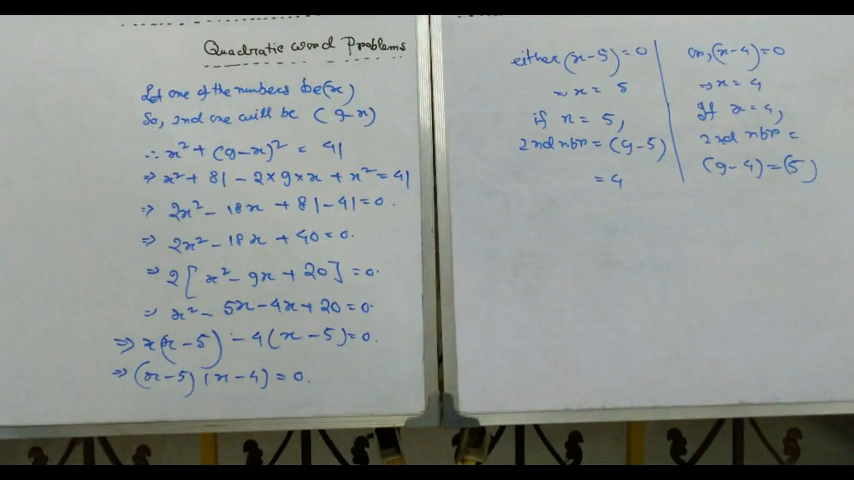 Quadratic word Problems
Let one of the numbers be (x)
So, 2nd one will be (9-x)
∴ x² + (9-x)² = 41
⇒ x² + 81 - 2×9×x + x² = 41
⇒ 2x² - 18x + 81 - 41 = 0.
⇒ 2x² - 18x + 40 = 0.
⇒ 2[x² - 9x + 20] = 0.
⇒ x² - 5x - 4x + 20 = 0.
⇒ x(x-5) - 4(x-5) = 0.
⇒ (x-5)(x-4) = 0.
either (x-5) = 0
⇒ x = 5
if x = 5,
2nd nbr = (9-5)
= 4
or, (x-4) = 0
⇒ x = 4
If x = 4,
2nd nbr =
(9-4) = (5)